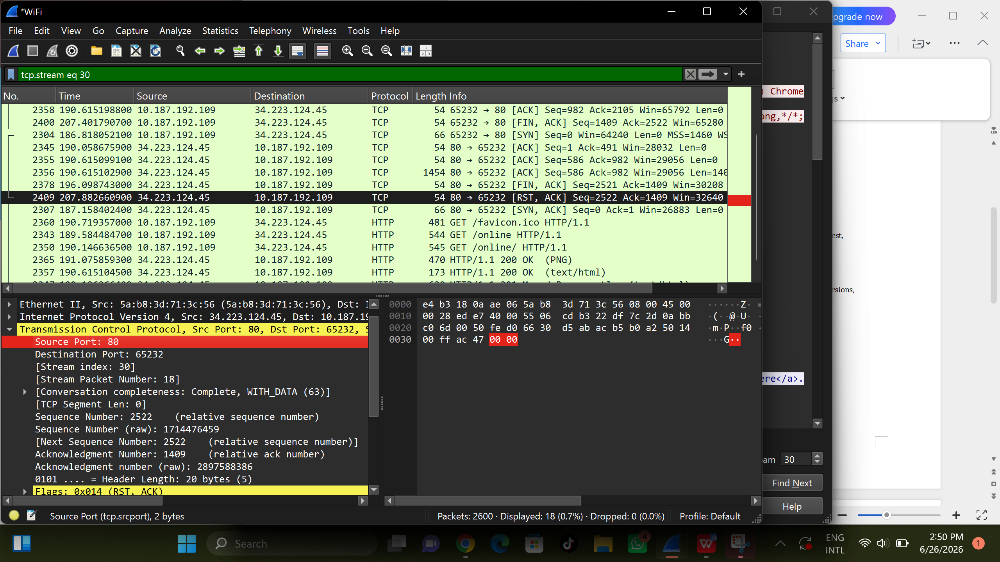 *WiFi
File Edit View Go Capture Analyze Statistics Telephony Wireless Tools Help
tcp.stream eq 30
No. Time Source Destination Protocol Length Info
2358 190.615198800 10.187.192.109 34.223.124.45 TCP 54 65232 → 80 [ACK] Seq=982 Ack=2105 Win=65792 Len=0
2400 207.401790700 10.187.192.109 34.223.124.45 TCP 54 65232 → 80 [FIN, ACK] Seq=1409 Ack=2522 Win=65280
2304 186.818052100 10.187.192.109 34.223.124.45 TCP 66 65232 → 80 [SYN] Seq=0 Win=64240 Len=0 MSS=1460 WS
2345 190.058675900 34.223.124.45 10.187.192.109 TCP 54 80 → 65232 [ACK] Seq=1 Ack=491 Win=28032 Len=0
2355 190.615099100 34.223.124.45 10.187.192.109 TCP 54 80 → 65232 [ACK] Seq=586 Ack=982 Win=29056 Len=0
2356 190.615102900 34.223.124.45 10.187.192.109 TCP 1454 80 → 65232 [ACK] Seq=586 Ack=982 Win=29056 Len=140
2378 196.098743000 34.223.124.45 10.187.192.109 TCP 54 80 → 65232 [FIN, ACK] Seq=2521 Ack=1409 Win=30208
2409 207.882660900 34.223.124.45 10.187.192.109 TCP 54 80 → 65232 [RST, ACK] Seq=2522 Ack=1409 Win=32640
2307 187.158402400 34.223.124.45 10.187.192.109 TCP 66 80 → 65232 [SYN, ACK] Seq=0 Ack=1 Win=26883 Len=0
2360 190.719357000 10.187.192.109 34.223.124.45 HTTP 481 GET /favicon.ico HTTP/1.1
2343 189.584484700 10.187.192.109 34.223.124.45 HTTP 544 GET /online HTTP/1.1
2350 190.146636500 10.187.192.109 34.223.124.45 HTTP 545 GET /online/ HTTP/1.1
2365 191.075859300 34.223.124.45 10.187.192.109 HTTP 470 HTTP/1.1 200 OK (PNG)
2357 190.615104500 34.223.124.45 10.187.192.109 HTTP 173 HTTP/1.1 200 OK (text/html)
Ethernet II, Src: 5a:b8:3d:71:3c:56 (5a:b8:3d:71:3c:56), Dst: I
Internet Protocol Version 4, Src: 34.223.124.45, Dst: 10.187.19
Transmission Control Protocol, Src Port: 80, Dst Port: 65232, S
Source Port: 80
Destination Port: 65232
[Stream index: 30]
[Stream Packet Number: 18]
[Conversation completeness: Complete, WITH_DATA (63)]
[TCP Segment Len: 0]
Sequence Number: 2522 (relative sequence number)
Sequence Number (raw): 1714476459
[Next Sequence Number: 2522 (relative sequence number)]
Acknowledgment Number: 1409 (relative ack number)
Acknowledgment number (raw): 2897588386
0101 .... = Header Length: 20 bytes (5)
Flags: 0x014 (RST, ACK)
0000 e4 b3 18 0a ae 06 5a b8 3d 71 3c 56 08 00 45 00 ······Z· =
0010 00 28 ed e7 40 00 55 06 cd b3 22 df 7c 2d 0a bb ·(··@·U· ·
0020 c0 6d 00 50 fe d0 66 30 d5 ab ac b5 b0 a2 50 14 ·m·P··f0 ·
0030 00 ff ac 47 00 00 ···G··
Source Port (tcp.srcport), 2 bytes
Packets: 2600 · Displayed: 18 (0.7%) · Dropped: 0 (0.0%)
Profile: Default
) Chrome
ong,*/*;
ere</a>.
eam 30
Find Next
Help
pgrade now
Share
gs
est,
rsions,
Search
4
ENG
INTL
2:50 PM
6/26/2026
1